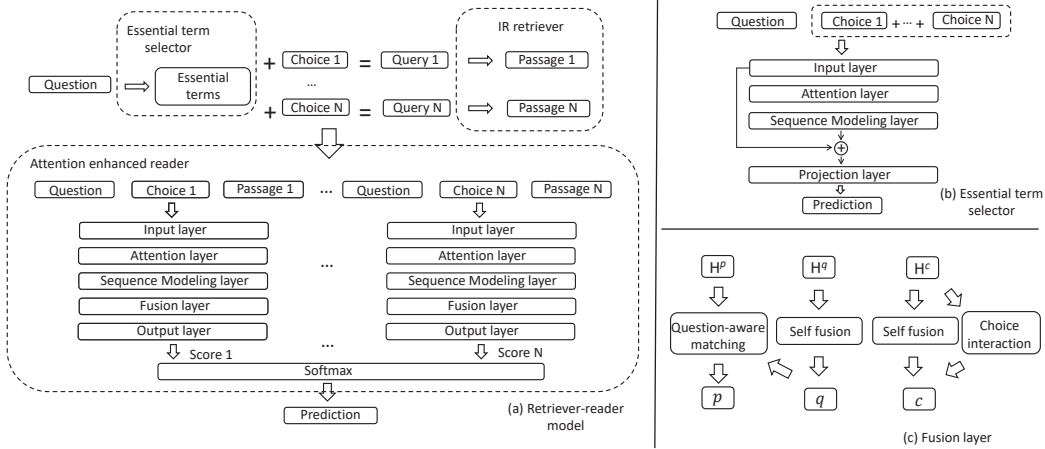 Essential term
selector
IR retriever
Question
Essential
terms
+ Choice 1 = Query 1
Passage 1
...
+ Choice N = Query N
Passage N
Attention enhanced reader
Question Choice 1 Passage 1 ... Question Choice N Passage N
Input layer
Attention layer
Sequence Modeling layer
Fusion layer
Output layer
Score 1
...
...
Input layer
Attention layer
Sequence Modeling layer
Fusion layer
Output layer
Score N
Softmax
Prediction
(a) Retriever-reader
model
Question Choice 1 + ... + Choice N
Input layer
Attention layer
Sequence Modeling layer
+
Projection layer
Prediction
(b) Essential term
selector
Hᵖ H𐞥 Hᶜ
Question-aware
matching
Self fusion
Self fusion
Choice
interaction
p q c
(c) Fusion layer